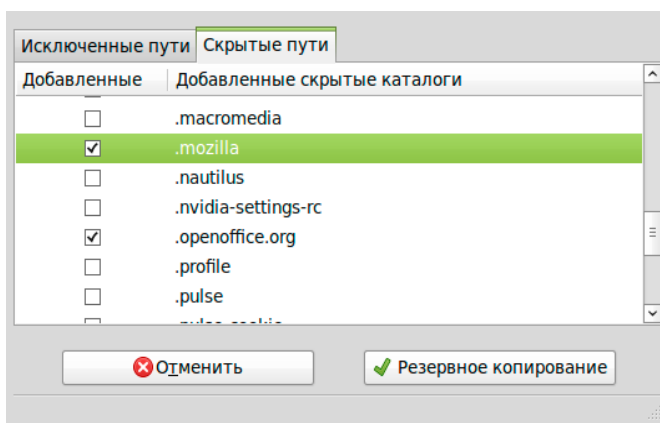 Исключенные пути Скрытые пути
Добавленные Добавленные скрытые каталоги
.macromedia
.mozilla
.nautilus
.nvidia-settings-rc
.openoffice.org
.profile
.pulse
Отменить Резервное копирование